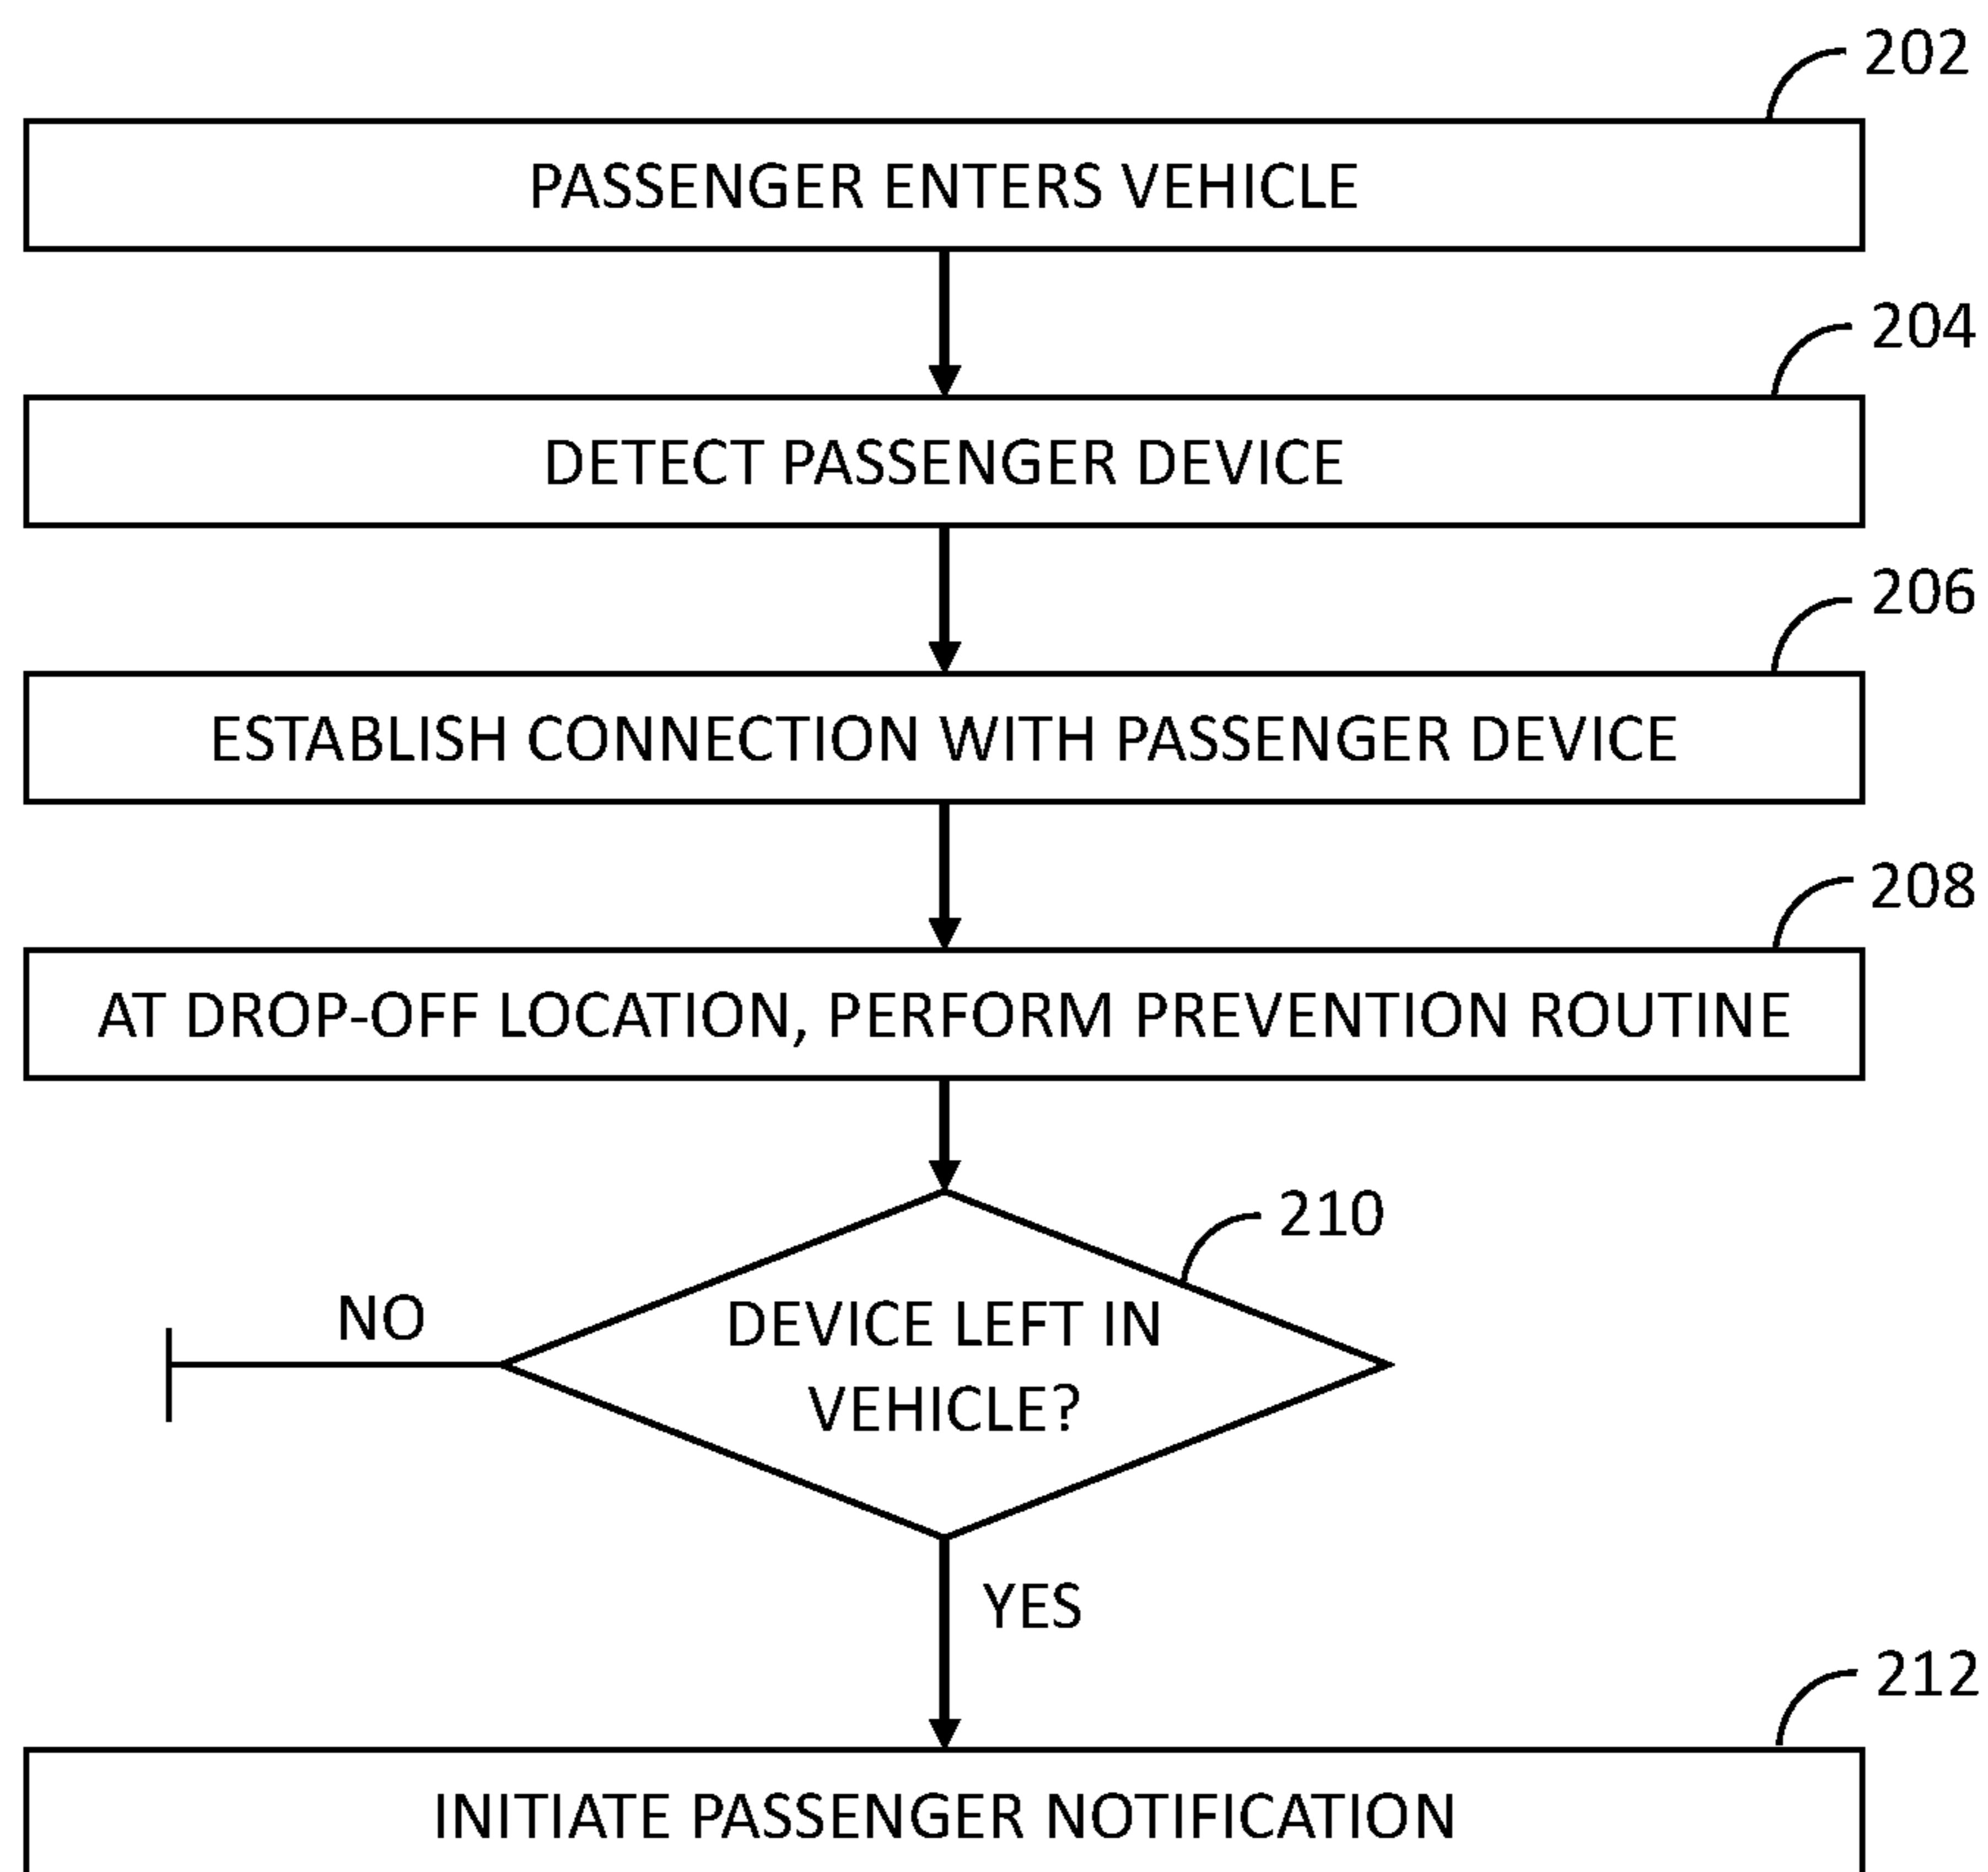 202
PASSENGER ENTERS VEHICLE
204
DETECT PASSENGER DEVICE
206
ESTABLISH CONNECTION WITH PASSENGER DEVICE
208
AT DROP-OFF LOCATION, PERFORM PREVENTION ROUTINE
210
DEVICE LEFT IN
VEHICLE?
NO
YES
212
INITIATE PASSENGER NOTIFICATION